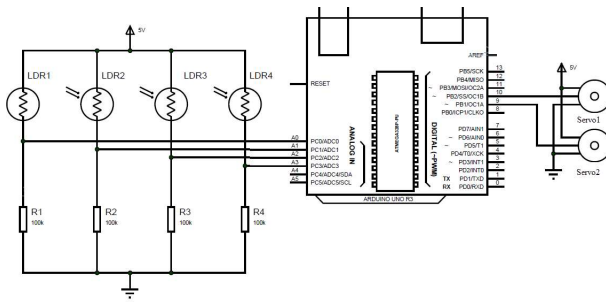 5V
LDR1
LDR2
LDR3
LDR4
A0
A1
A2
A3
A4
A5
R1
100k
R2
100k
R3
100k
R4
100k
RESET
AREF
PC0/ADC0
PC1/ADC1
PC2/ADC2
PC3/ADC3
PC4/ADC4/SDA
PC5/ADC5/SCL
ANALOG IN
ATMEGA328P-PU
DIGITAL (~PWM)
PB5/SCK 13
PB4/MISO 12
~ PB3/MOSI/OC2A 11
~ PB2/SS/OC1B 10
~ PB1/OC1A 9
PB0/ICP1/CLKO 8
PD7/AIN1 7
~ PD6/AIN0 6
~ PD5/T1 5
PD4/T0/XCK 4
~ PD3/INT1 3
PD2/INT0 2
TX PD1/TXD 1
RX PD0/RXD 0
ARDUINO UNO R3
5V
Servo1
Servo2